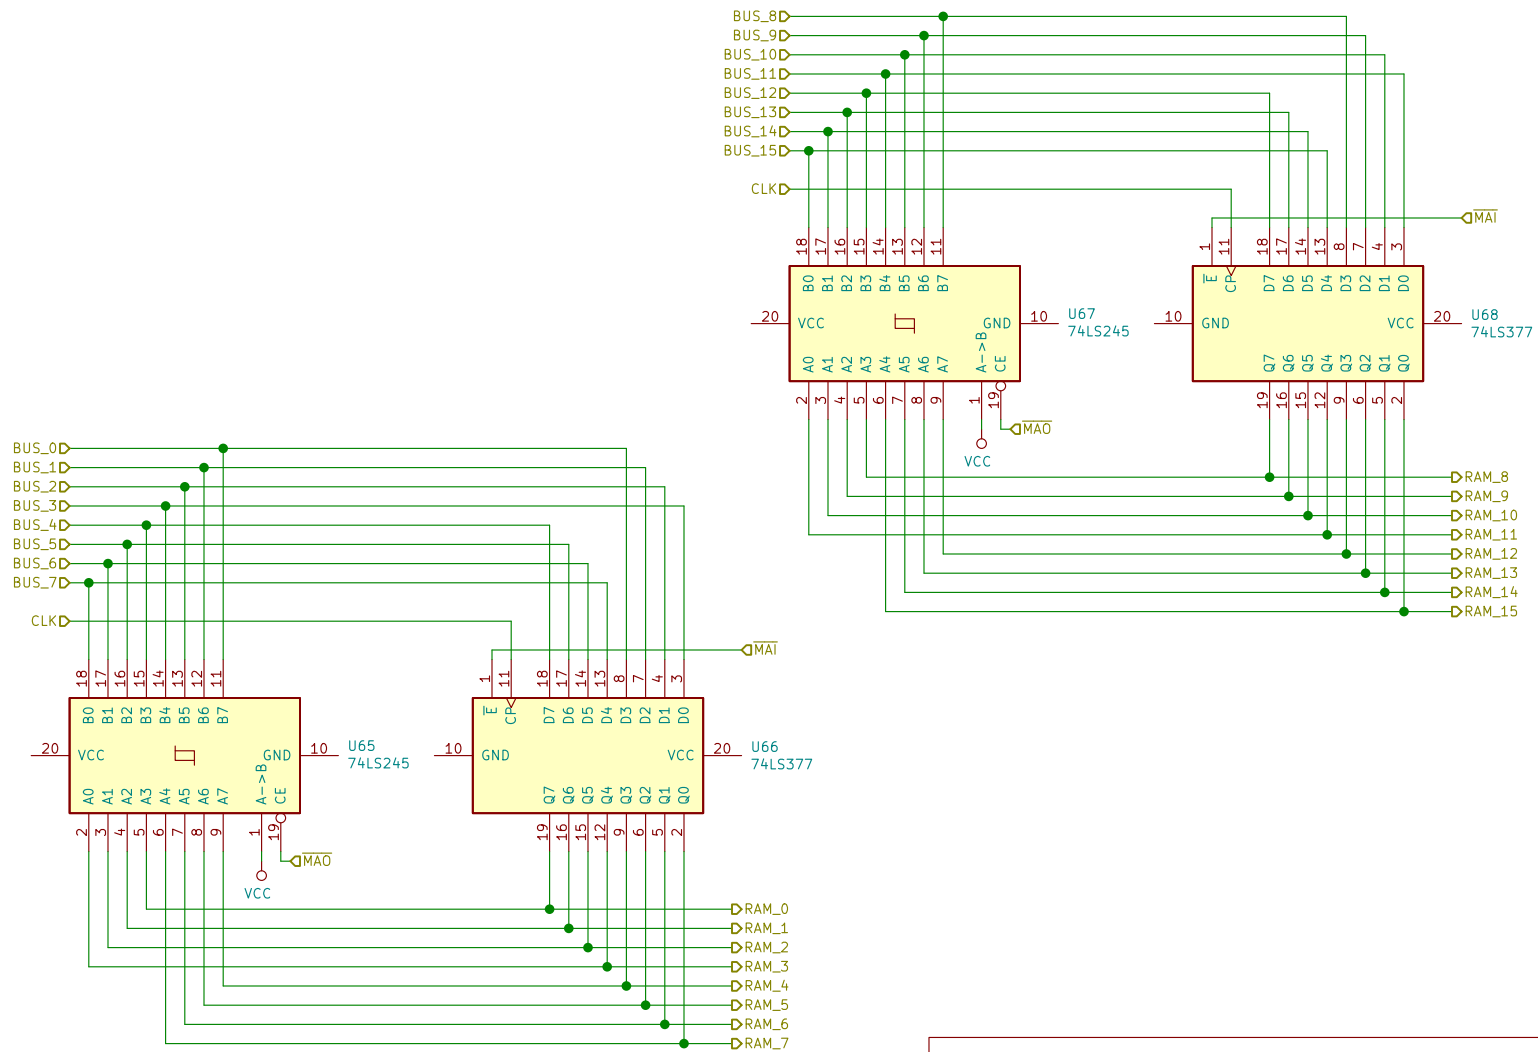 BUS_8
BUS_9
BUS_10
BUS_11
BUS_12
BUS_13
BUS_14
BUS_15
CLK
MAI
18 17 16 15 14 13 12 11
1 11 18 17 14 13 8 7 4 3
B0 B1 B2 B3 B4 B5 B6 B7
E CP D7 D6 D5 D4 D3 D2 D1 D0
20 VCC GND 10
U67
74LS245
10 GND VCC 20
U68
74LS377
A0 A1 A2 A3 A4 A5 A6 A7 A->B CE
Q7 Q6 Q5 Q4 Q3 Q2 Q1 Q0
2 3 4 5 6 7 8 9 1 19
19 16 15 12 9 6 5 2
MAO
VCC
RAM_8
RAM_9
RAM_10
RAM_11
RAM_12
RAM_13
RAM_14
RAM_15
BUS_0
BUS_1
BUS_2
BUS_3
BUS_4
BUS_5
BUS_6
BUS_7
CLK
MAI
18 17 16 15 14 13 12 11
1 11 18 17 14 13 8 7 4 3
B0 B1 B2 B3 B4 B5 B6 B7
E CP D7 D6 D5 D4 D3 D2 D1 D0
20 VCC GND 10
U65
74LS245
10 GND VCC 20
U66
74LS377
A0 A1 A2 A3 A4 A5 A6 A7 A->B CE
Q7 Q6 Q5 Q4 Q3 Q2 Q1 Q0
2 3 4 5 6 7 8 9 1 19
19 16 15 12 9 6 5 2
MAO
VCC
RAM_0
RAM_1
RAM_2
RAM_3
RAM_4
RAM_5
RAM_6
RAM_7